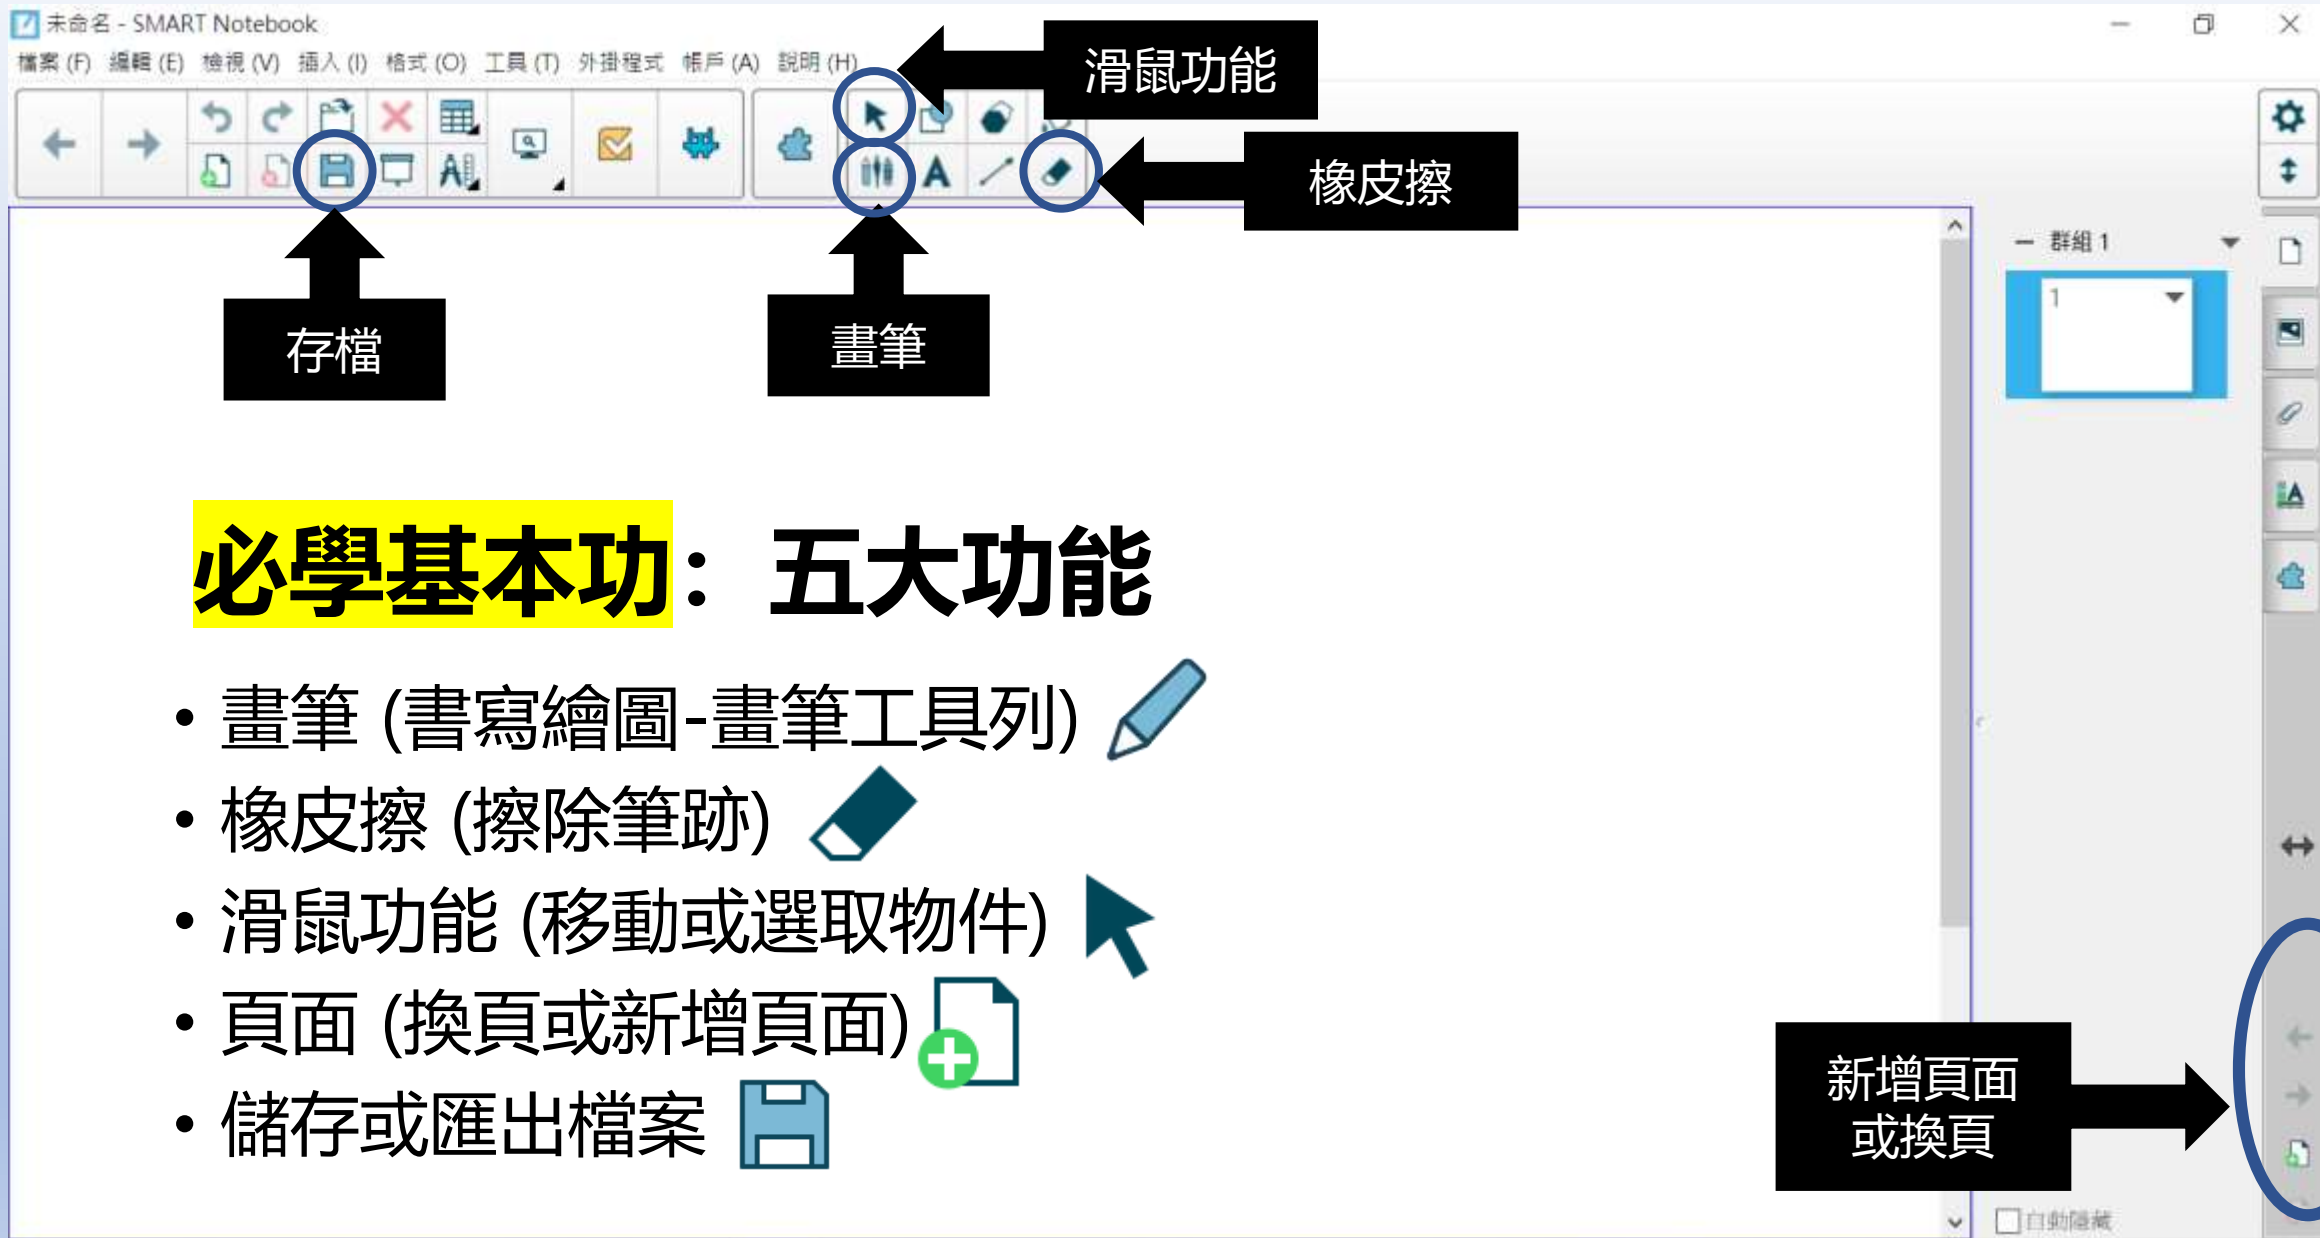 未命名 - SMART Notebook
檔案 (F) 編輯 (E) 檢視 (V) 插入 (I) 格式 (O) 工具 (T) 外掛程式 帳戶 (A) 說明 (H)
滑鼠功能
橡皮擦
存檔
畫筆
群組 1
1
必學基本功：五大功能
• 畫筆 (書寫繪圖-畫筆工具列)
• 橡皮擦 (擦除筆跡)
• 滑鼠功能 (移動或選取物件)
• 頁面 (換頁或新增頁面)
• 儲存或匯出檔案
新增頁面
或換頁
自動隱藏